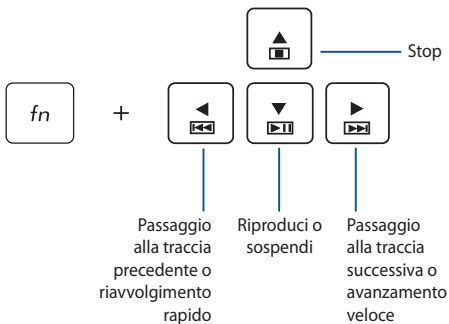 Stop
fn +
Passaggio
alla traccia
precedente o
riavvolgimento
rapido
Riproduci o
sospendi
Passaggio
alla traccia
successiva o
avanzamento
veloce